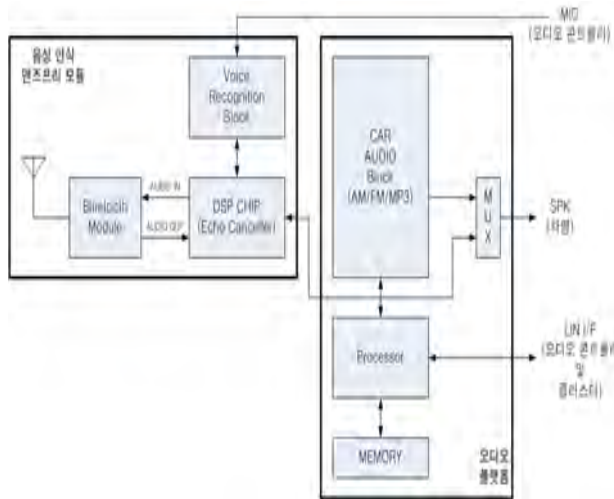 MIC
(오디오 콘트롤러)
음성 인식
핸즈프리 모듈
Voice
Recognition
Block
CAR
AUDIO
Block
(AM/FM/MP3)
AUDIO IN
AUDIO OUT
Bluetooth
Module
DSP CHIP
(Echo Canceller)
M
U
X
SPK
(차량)
LIN I/F
(오디오 콘트롤러
및
클러스터)
Processor
MEMORY
오디오
플랫폼